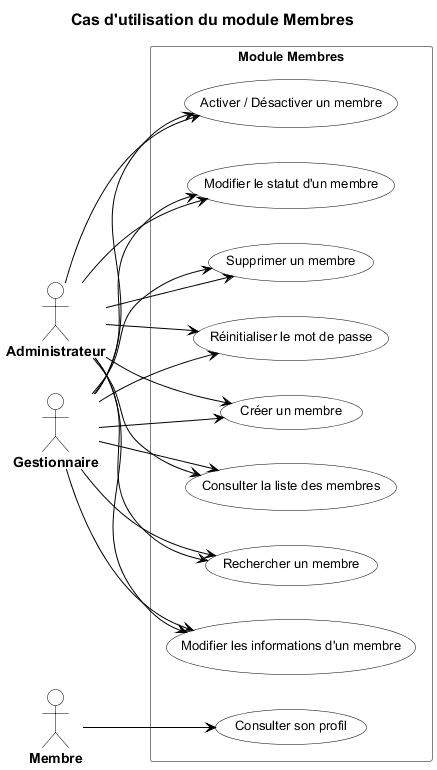 Cas d'utilisation du module Membres
Module Membres
Activer / Désactiver un membre
Modifier le statut d'un membre
Supprimer un membre
Réinitialiser le mot de passe
Administrateur
Créer un membre
Gestionnaire
Consulter la liste des membres
Rechercher un membre
Modifier les informations d'un membre
Consulter son profil
Membre